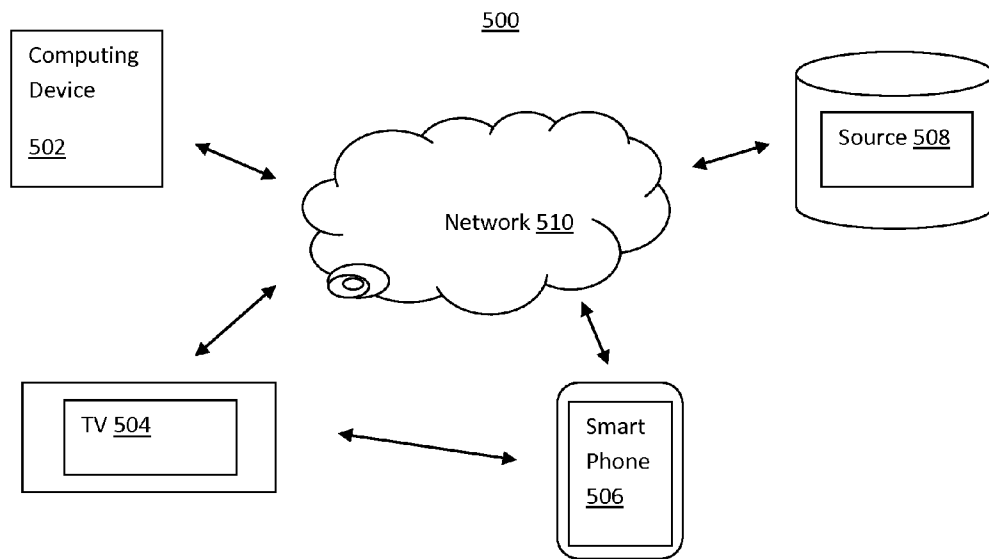 500
Computing
Device
502
Source 508
Network 510
TV 504
Smart
Phone
506